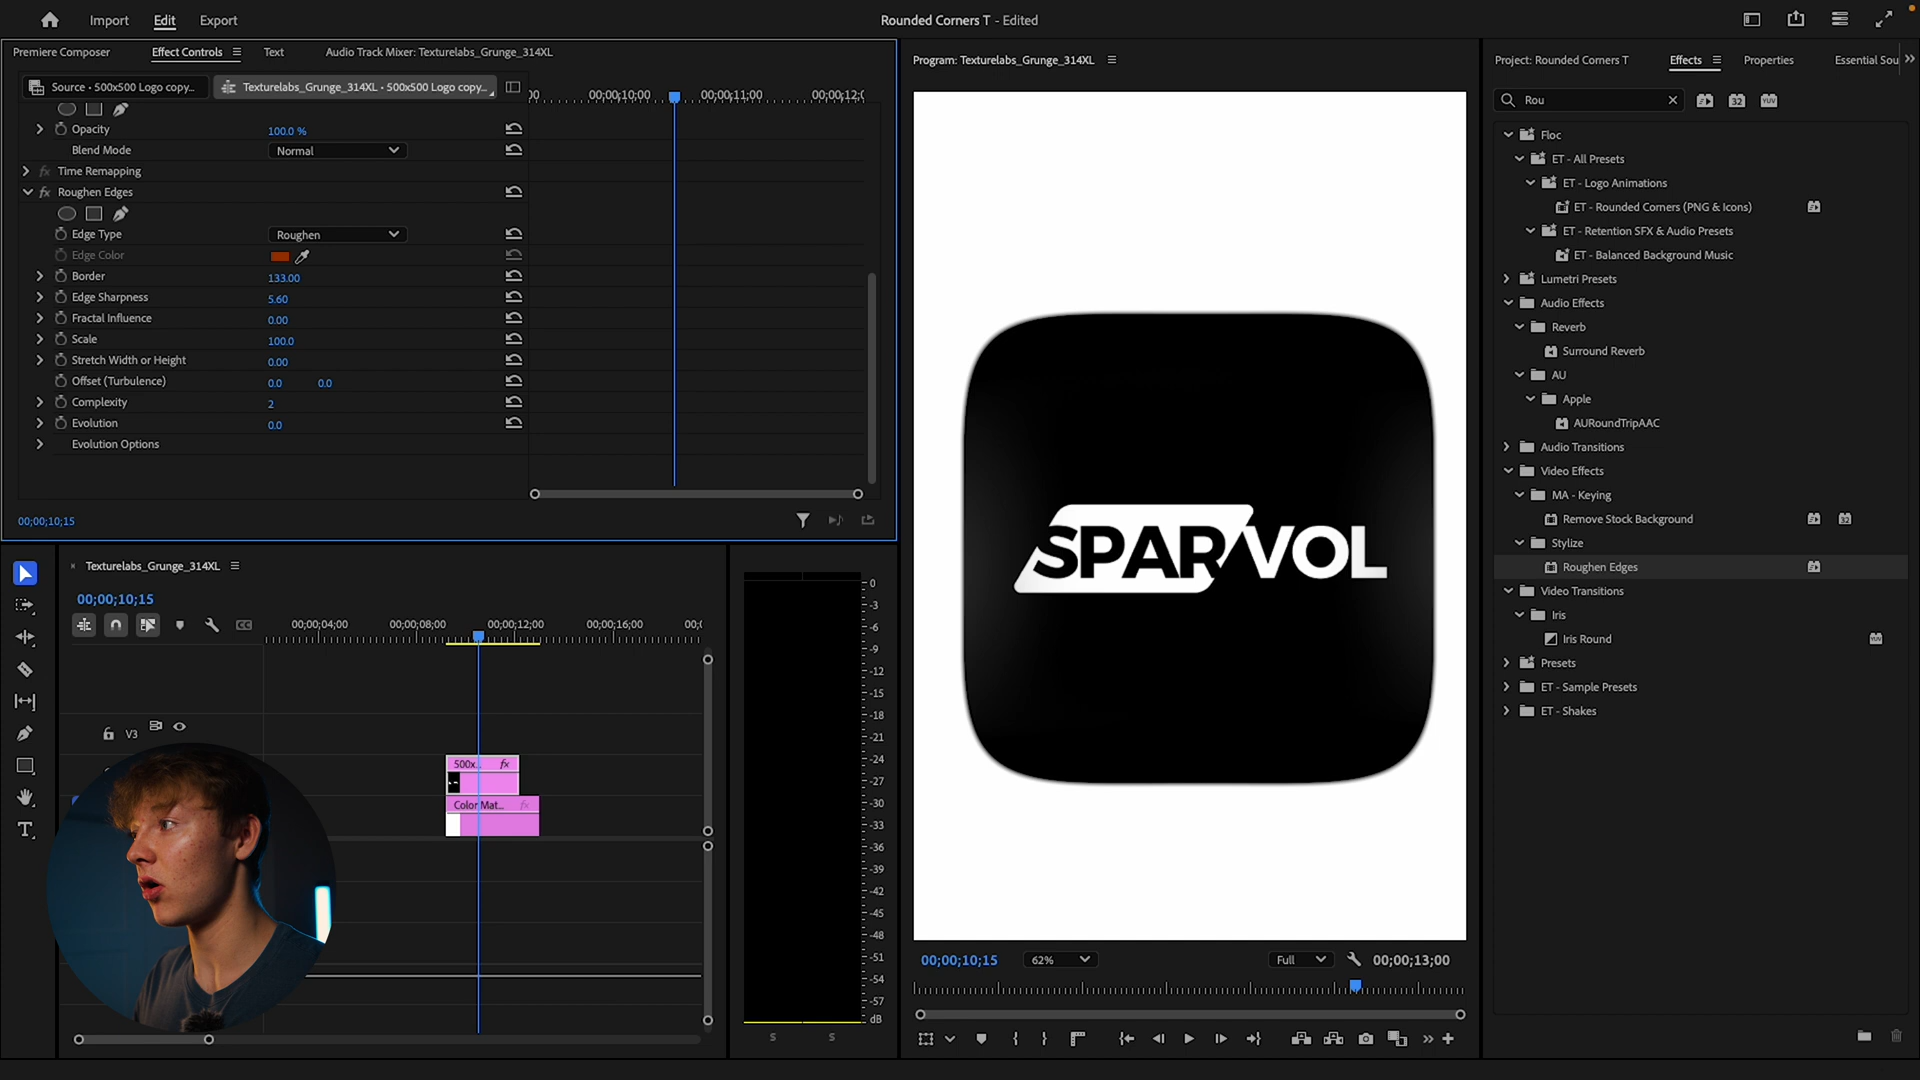 Import
Edit
Export
Rounded Corners T - Edited
Premiere Composer
Effect Controls
Text
Audio Track Mixer: Texturelabs_Grunge_314XL
Source · 500x500 Logo copy...
Texturelabs_Grunge_314XL · 500x500 Logo copy...
00;00;10;00
00;00;11;00
Opacity
100.0 %
Blend Mode
Normal
Time Remapping
fx
Roughen Edges
Edge Type
Roughen
Edge Color
Border
133.00
Edge Sharpness
5.60
Fractal Influence
0.00
Scale
100.0
Stretch Width or Height
0.00
Offset (Turbulence)
0.0
0.0
Complexity
2
Evolution
0.0
Evolution Options
00;00;10;15
Texturelabs_Grunge_314XL
00;00;10;15
CC
00;00;04;00
00;00;08;00
00;00;12;00
00;00;16;00
V3
500x...
fx
Color Mat...
fx
0
-3
-6
-9
-12
-15
-18
-21
-24
-27
-30
-33
-36
-39
-42
-45
-48
-51
-54
-57
dB
S
S
Program: Texturelabs_Grunge_314XL
SPARVOL
00;00;10;15
62%
Full
00;00;13;00
Project: Rounded Corners T
Effects
Properties
Essential Sou
Rou
32
YUV
Floc
ET - All Presets
ET - Logo Animations
ET - Rounded Corners (PNG & Icons)
ET - Retention SFX & Audio Presets
ET - Balanced Background Music
Lumetri Presets
Audio Effects
Reverb
Surround Reverb
AU
Apple
AURoundTripAAC
Audio Transitions
Video Effects
MA - Keying
Remove Stock Background
32
Stylize
Roughen Edges
Video Transitions
Iris
Iris Round
YUV
Presets
ET - Sample Presets
ET - Shakes